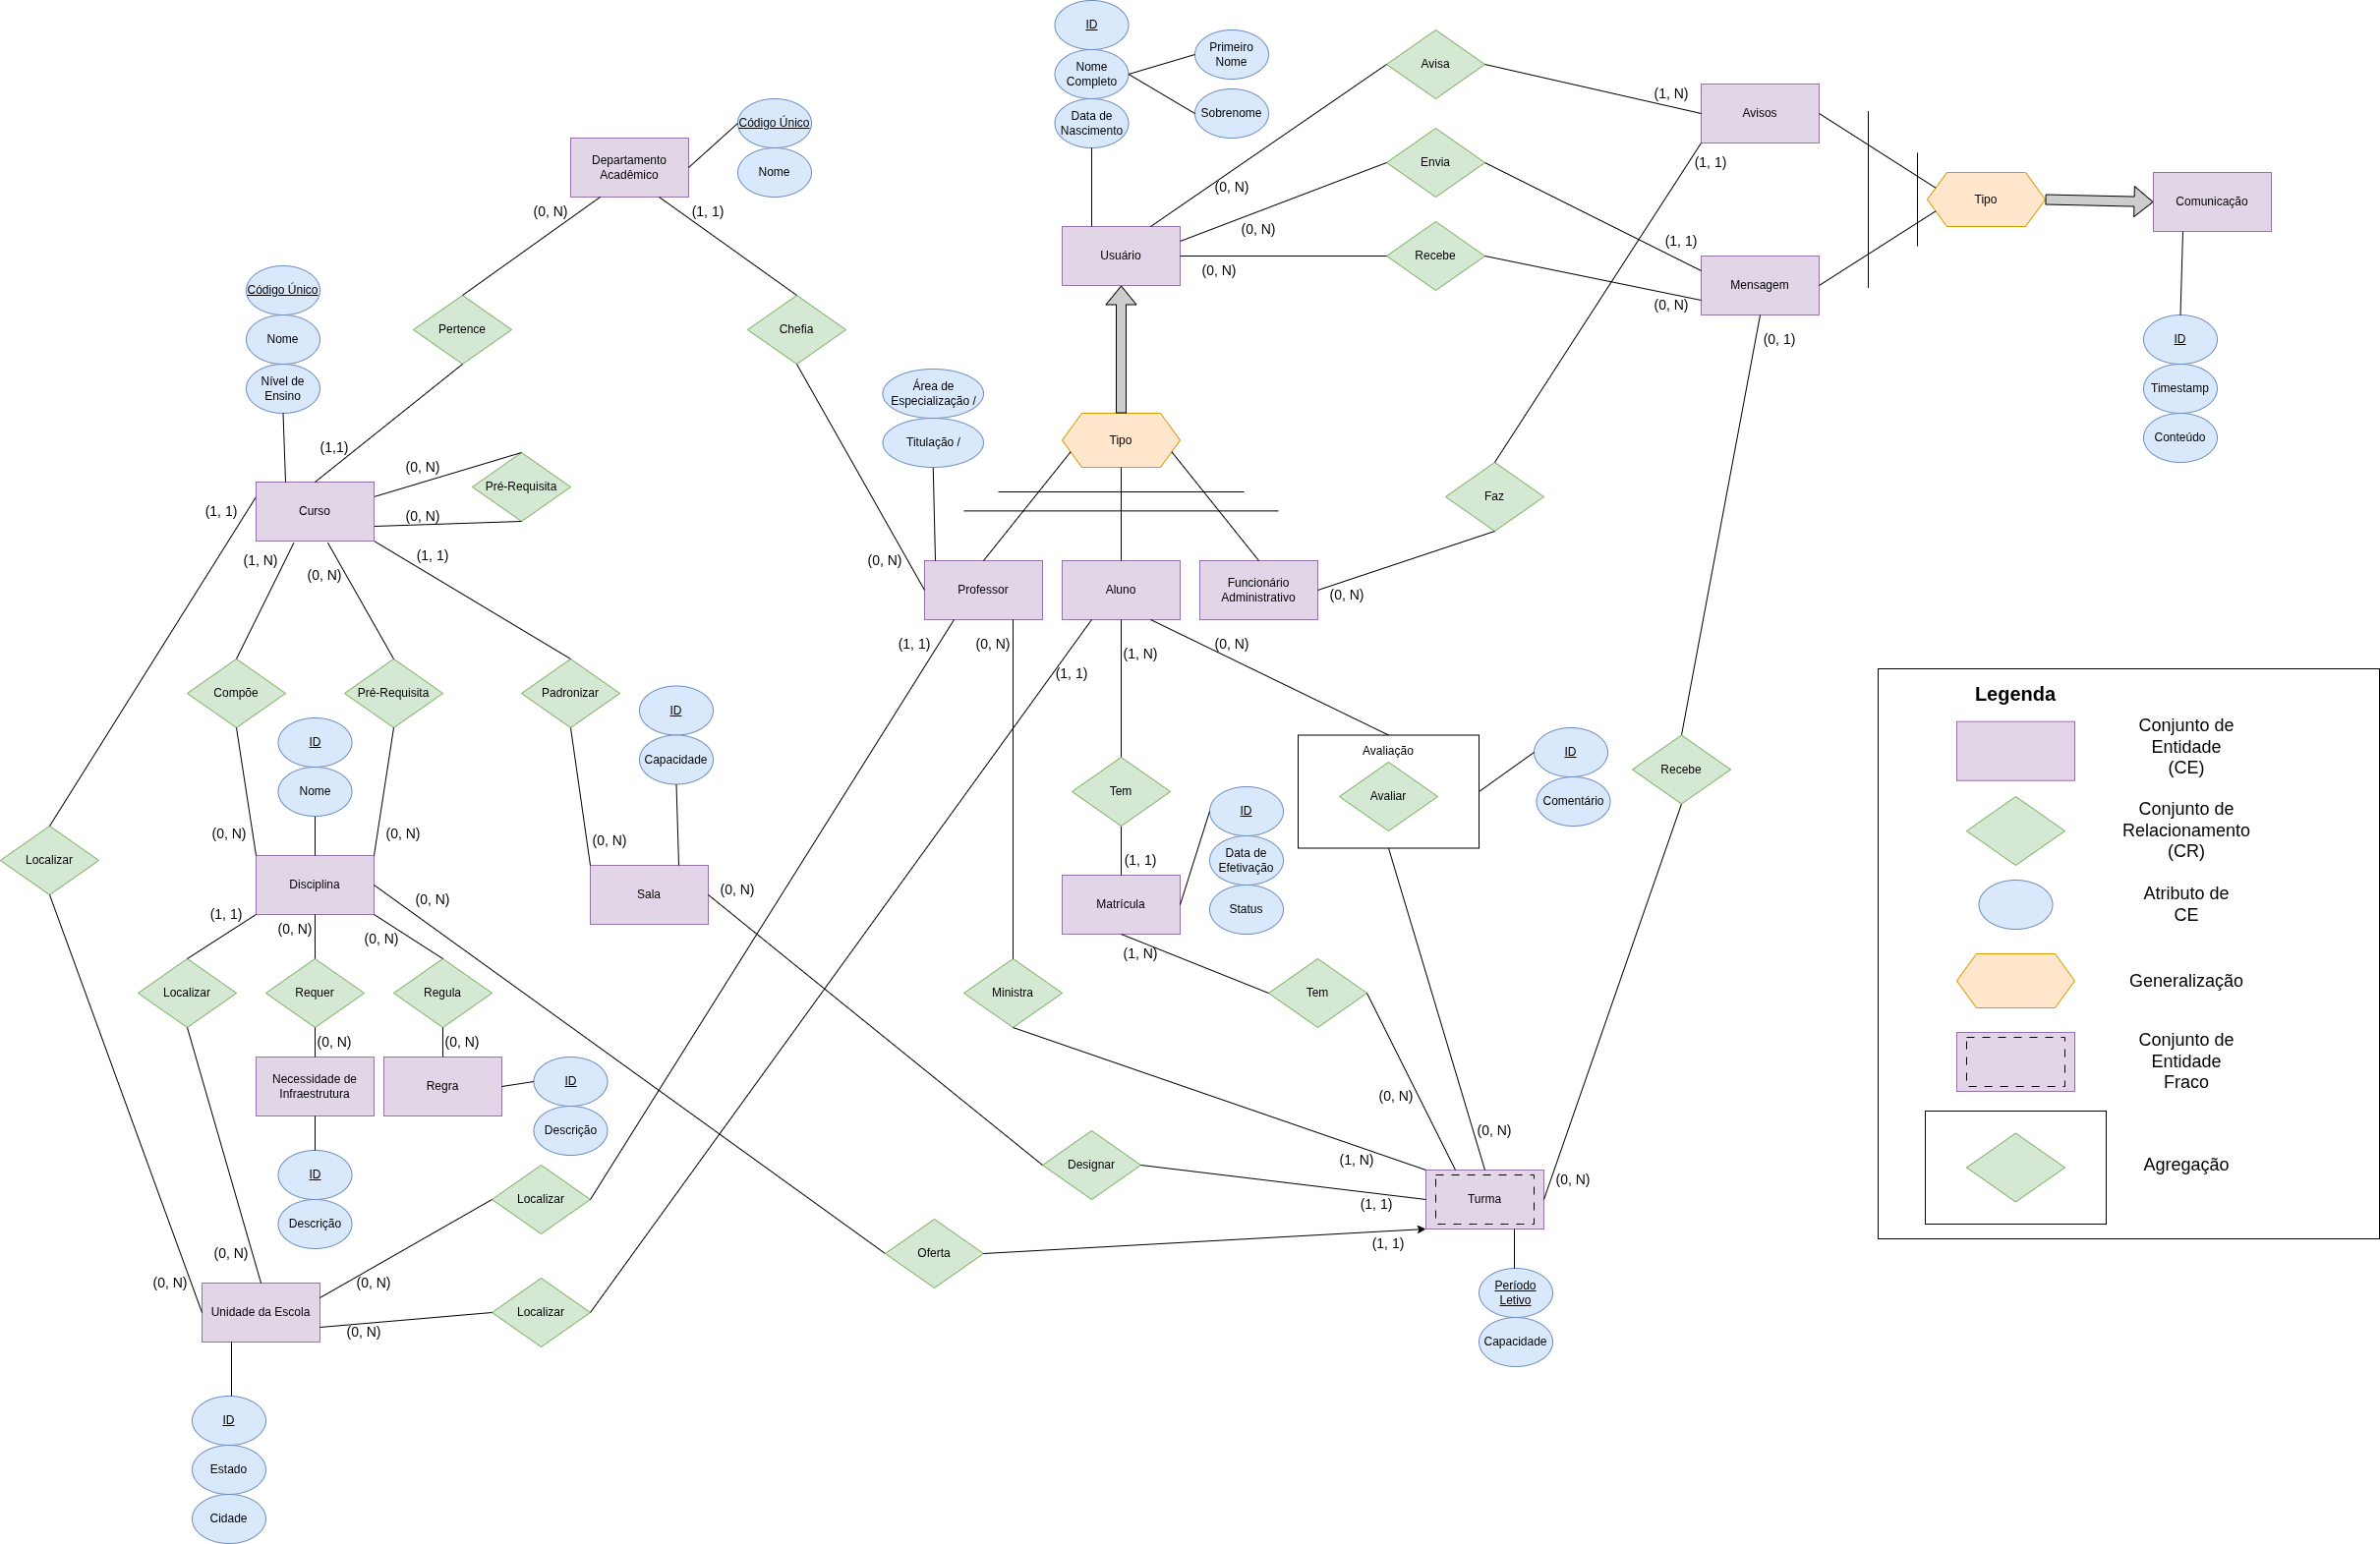 ID
Primeiro
Nome
Avisa
Nome
Completo
(1, N)
Sobrenome
Avisos
Código Único
Data de
Nascimento
Departamento
Acadêmico
Envia
(1, 1)
Nome
(0, N)
Tipo
Comunicação
(0, N)
(1, 1)
(0, N)
(1, 1)
Usuário
Recebe
(0, N)
Código Único
Mensagem
(0, N)
Pertence
Chefia
Nome
(0, 1)
ID
Nível de
Ensino
Área de
Especialização /
Timestamp
(1,1)
Titulação /
Tipo
Conteúdo
(0, N)
Pré-Requisita
Faz
(1, 1)
Curso
(0, N)
(1, N)
(0, N)
(1, 1)
(0, N)
Professor
Aluno
Funcionário
Administrativo
(0, N)
(1, 1)
(0, N)
(1, N)
(0, N)
(1, 1)
Compõe
Pré-Requisita
Padronizar
ID
Legenda
Conjunto de
Entidade
(CE)
ID
Capacidade
Avaliação
ID
Recebe
Nome
Tem
Avaliar
Comentário
ID
Conjunto de
Relacionamento
(CR)
(0, N)
(0, N)
(0, N)
Localizar
(1, 1)
Data de
Efetivação
Disciplina
(0, N)
Sala
(0, N)
Matrícula
Status
Atributo de
CE
(1, 1)
(0, N)
(0, N)
(1, N)
Localizar
Requer
Regula
Ministra
Tem
Generalização
(0, N)
(0, N)
Necessidade de
Infraestrutura
Regra
ID
(0, N)
Conjunto de
Entidade
Fraco
Descrição
(0, N)
ID
Designar
(1, N)
(0, N)
Agregação
Localizar
Turma
(1, 1)
Descrição
(0, N)
Oferta
(1, 1)
(0, N)
(0, N)
Período
Letivo
Unidade da Escola
Localizar
(0, N)
Capacidade
ID
Estado
Cidade